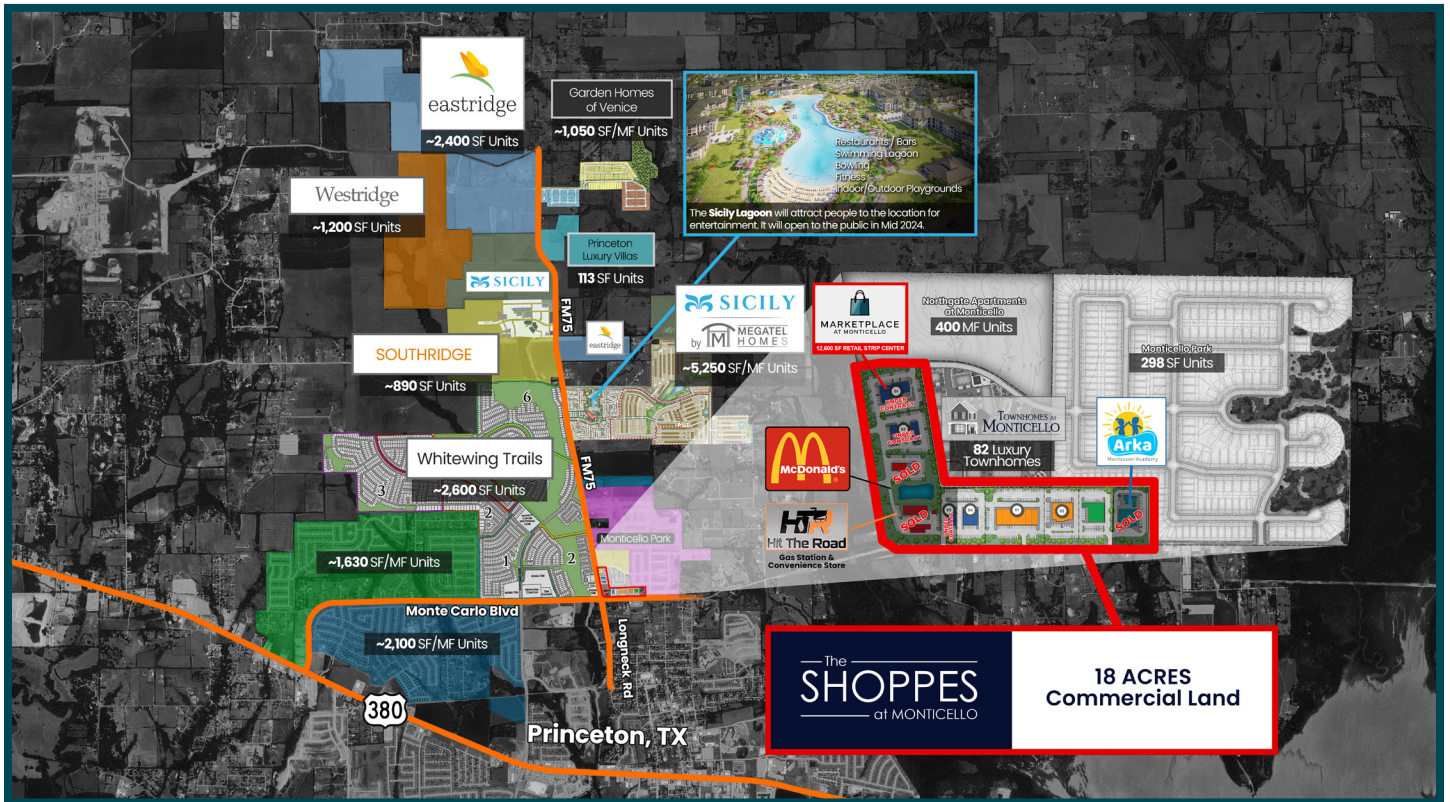 eastridge
~2,400 SF Units
Garden Homes
of Venice
~1,050 SF/MF Units
Restaurants / Bars
Swimming Lagoon
Bowling
Fitness
Indoor/Outdoor Playgrounds
The Sicily Lagoon will attract people to the location for
entertainment. It will open to the public in Mid 2024.
Westridge
~1,200 SF Units
Princeton
Luxury Villas
113 SF Units
SICILY
FM75
eastridge
SICILY
by MEGATEL
HOMES
~5,250 SF/MF Units
MARKETPLACE
AT MONTICELLO
12,600 SF RETAIL STRIP CENTER
Northgate Apartments
at Monticello
400 MF Units
Monticello Park
298 SF Units
SOUTHRIDGE
~890 SF Units
6
UNDER
CONTRACT
UNDER
CONTRACT
TOWNHOMES AT
MONTICELLO
82 Luxury
Townhomes
Arka
Montessori Academy
Whitewing Trails
~2,600 SF Units
FM75
3
2
1
2
McDonald's
SOLD
SOLD
SOLD
HTR
Hit The Road
Gas Station &
Convenience Store
Monticello Park
~1,630 SF/MF Units
Monte Carlo Blvd
~2,100 SF/MF Units
Longneck Rd
380
Princeton, TX
The
SHOPPES
at MONTICELLO
18 ACRES
Commercial Land